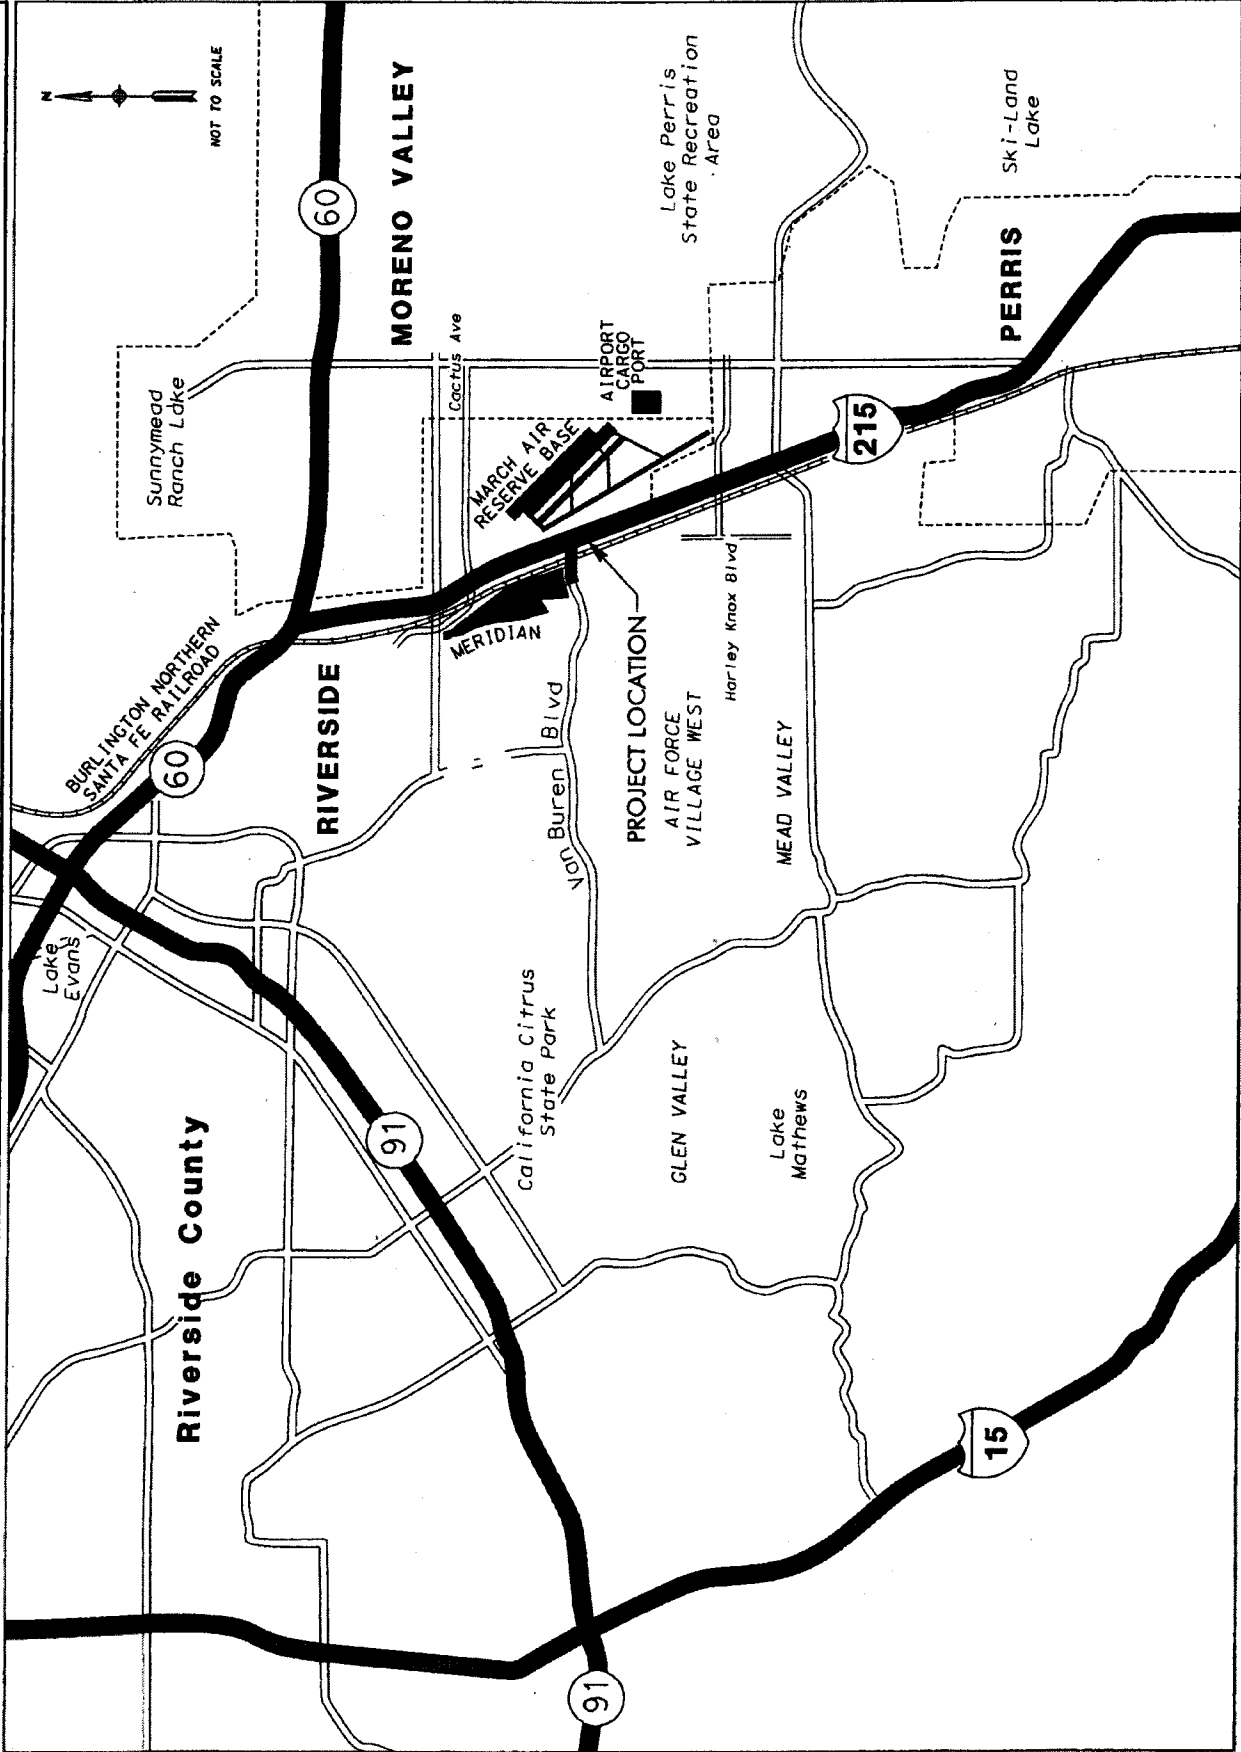 N
NOT TO SCALE
Riverside County
Lake
Evans
60
BURLINGTON NORTHERN
SANTA FE RAILROAD
Sunnymead
Ranch Lake
60
RIVERSIDE
MORENO VALLEY
91
Cactus Ave
MERIDIAN
MARCH AIR
RESERVE BASE
California Citrus
State Park
Van Buren Blvd
AIRPORT
CARGO
PORT
91
PROJECT LOCATION
GLEN VALLEY
AIR FORCE
VILLAGE WEST
Lake Perris
State Recreation
Area
Harley Knox Blvd
Lake
Mathews
MEAD VALLEY
215
15
PERRIS
Ski-Land
Lake